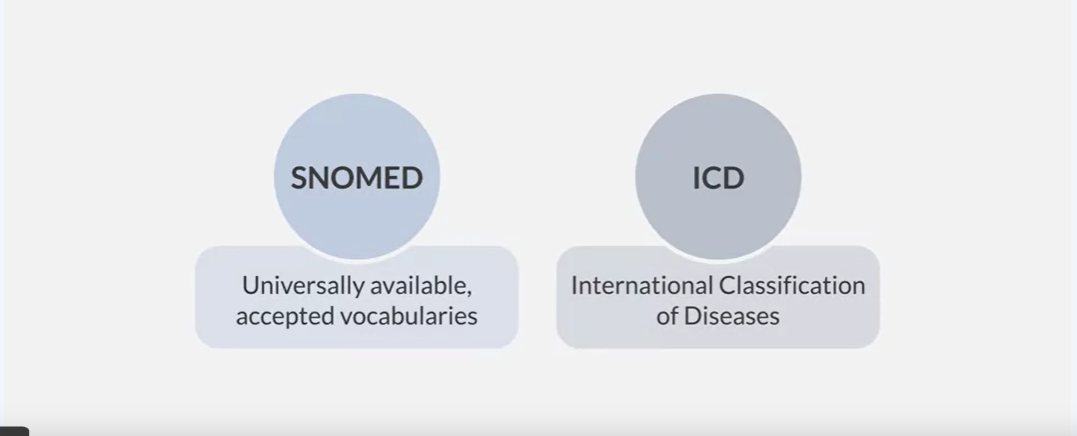 SNOMED
Universally available,
accepted vocabularies
ICD
International Classification
of Diseases